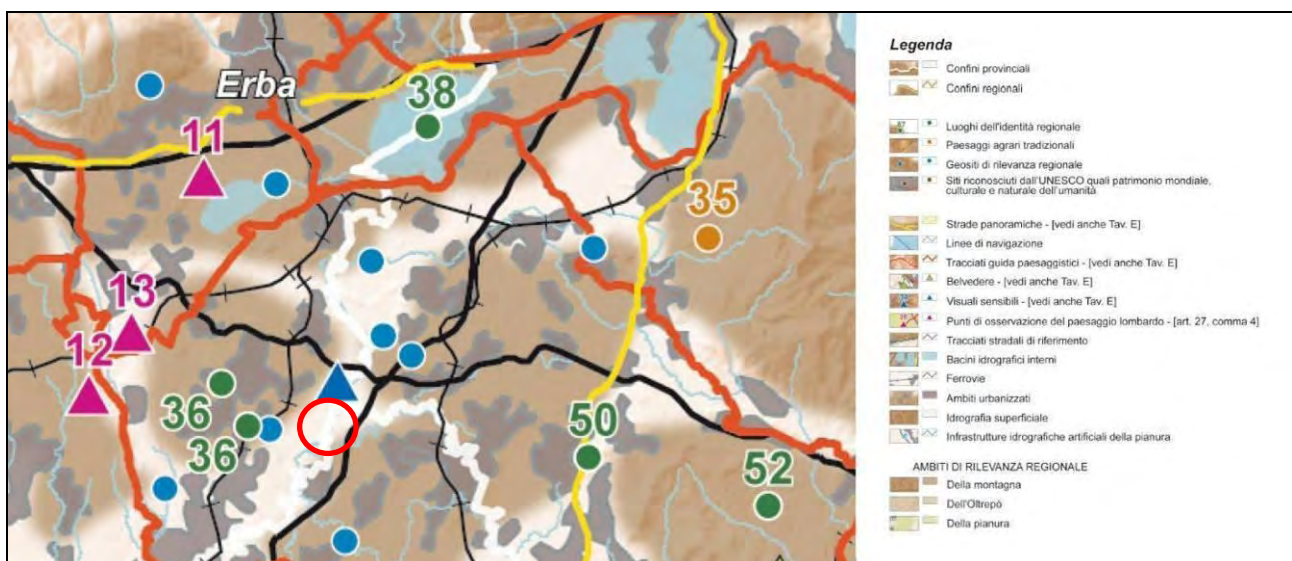 Erba
38
11
35
13
12
36
36
50
52
Legenda
Confini provinciali
Confini regionali
Luoghi dell'identità regionale
Paesaggi agrari tradizionali
Geositi di rilevanza regionale
Siti riconosciuti dall'UNESCO quali patrimonio mondiale,
culturale e naturale dell'umanità
Strade panoramiche - [vedi anche Tav. E]
Linee di navigazione
Tracciati guida paesaggistici - [vedi anche Tav. E]
Belvedere - [vedi anche Tav. E]
Visuali sensibili - [vedi anche Tav. E]
Punti di osservazione del paesaggio lombardo - [art. 27, comma 4]
Tracciati stradali di riferimento
Bacini idrografici interni
Ferrovie
Ambiti urbanizzati
Idrografia superficiale
Infrastrutture idrografiche artificiali della pianura
AMBITI DI RILEVANZA REGIONALE
Della montagna
Dell'Oltrepò
Della pianura